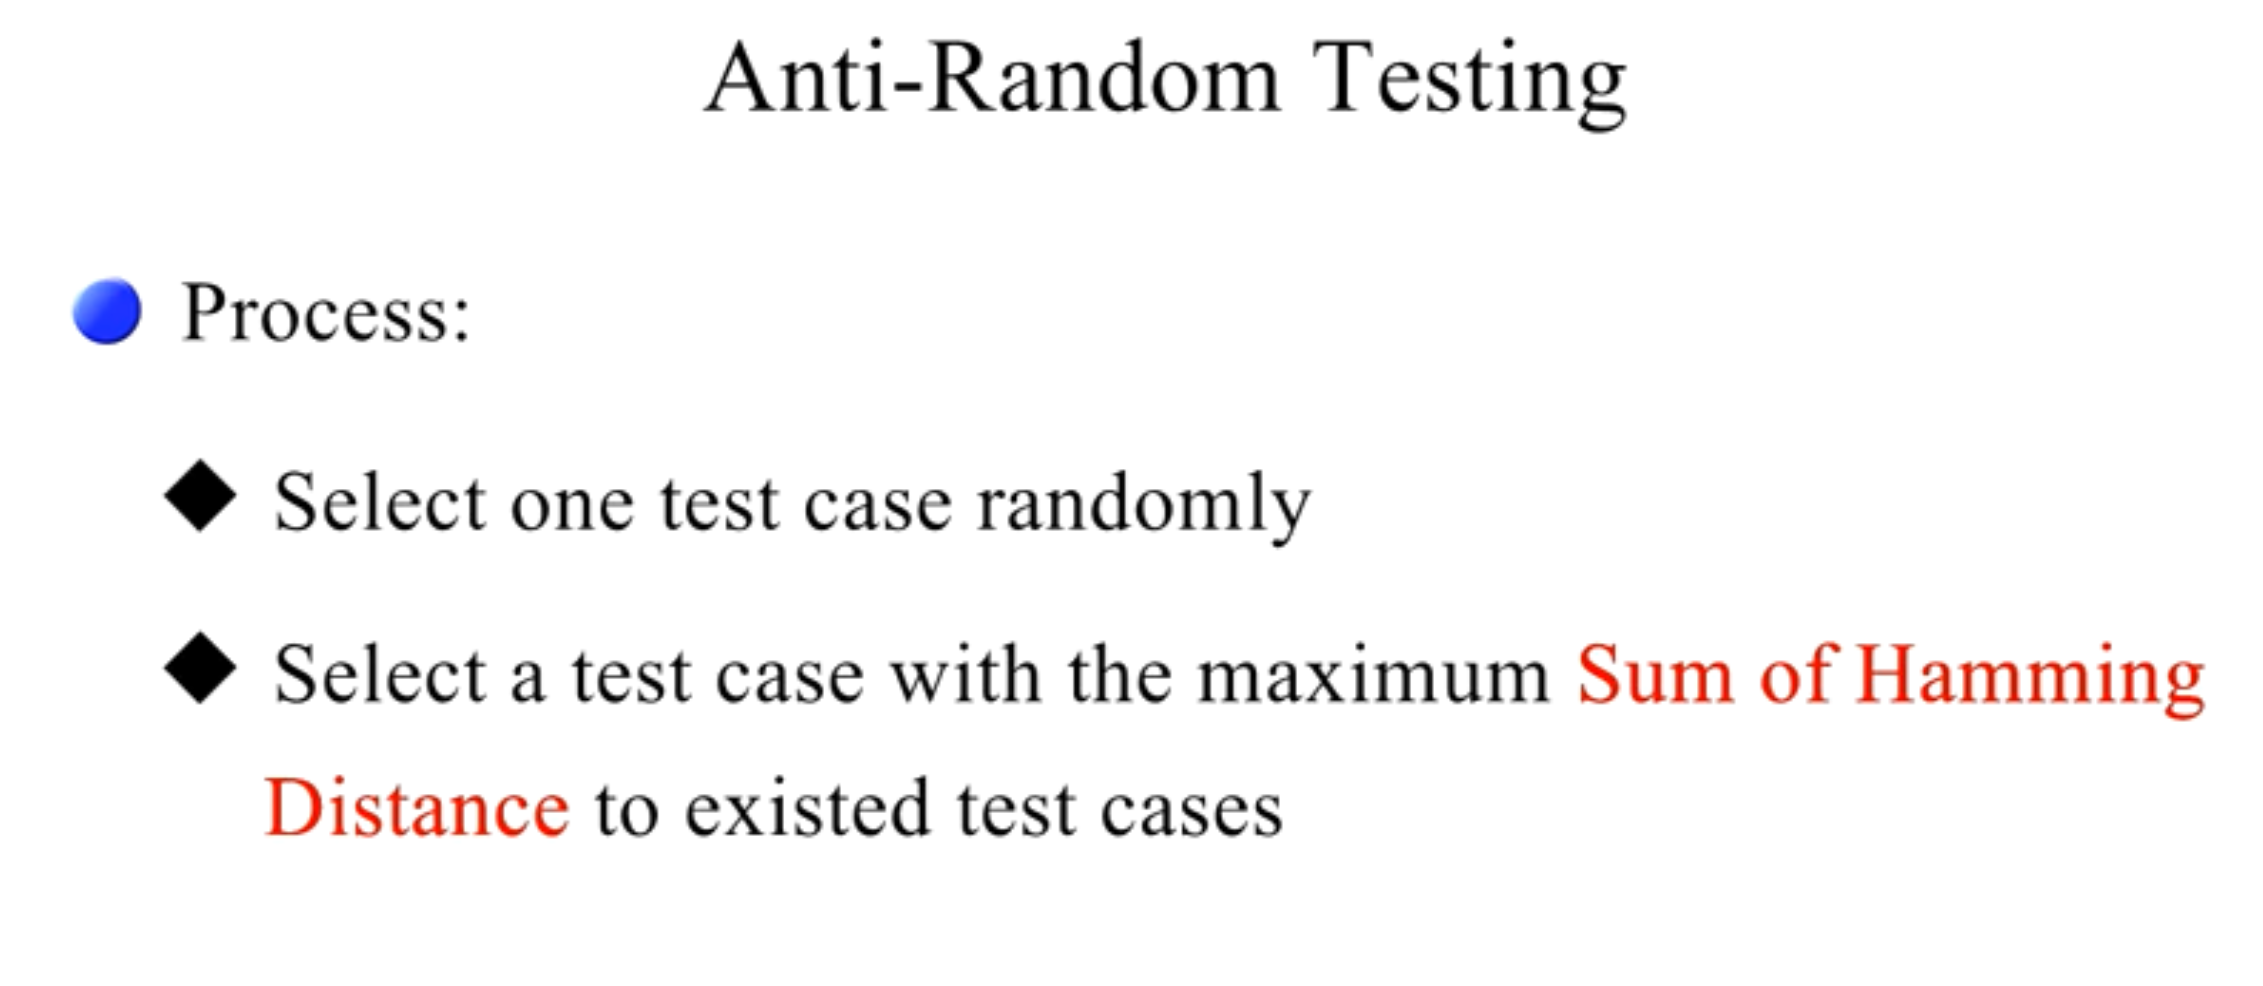 Anti-Random Testing
Process:
Select one test case randomly
Select a test case with the maximum Sum of Hamming
Distance to existed test cases